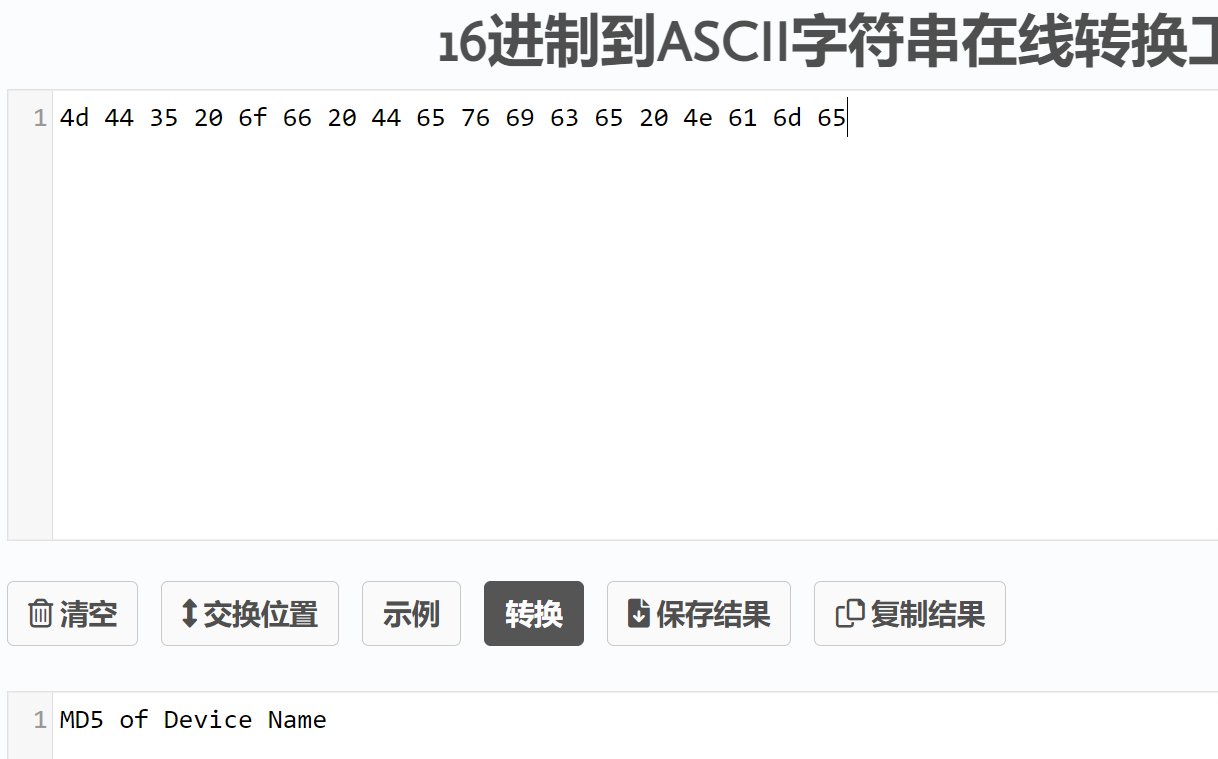 16进制到ASCII字符串在线转换
1 4d 44 35 20 6f 66 20 44 65 76 69 63 65 20 4e 61 6d 65
清空 交换位置 示例 转换 保存结果 复制结果
1 MD5 of Device Name